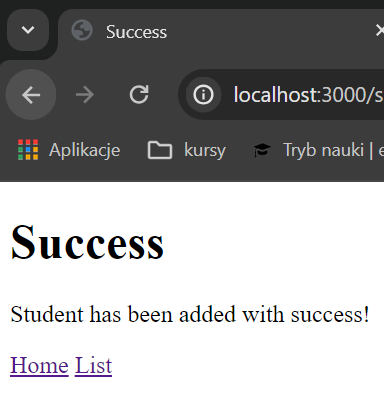 Success
localhost:3000/s
Aplikacje kursy Tryb nauki | e
Success
Student has been added with success!
Home List